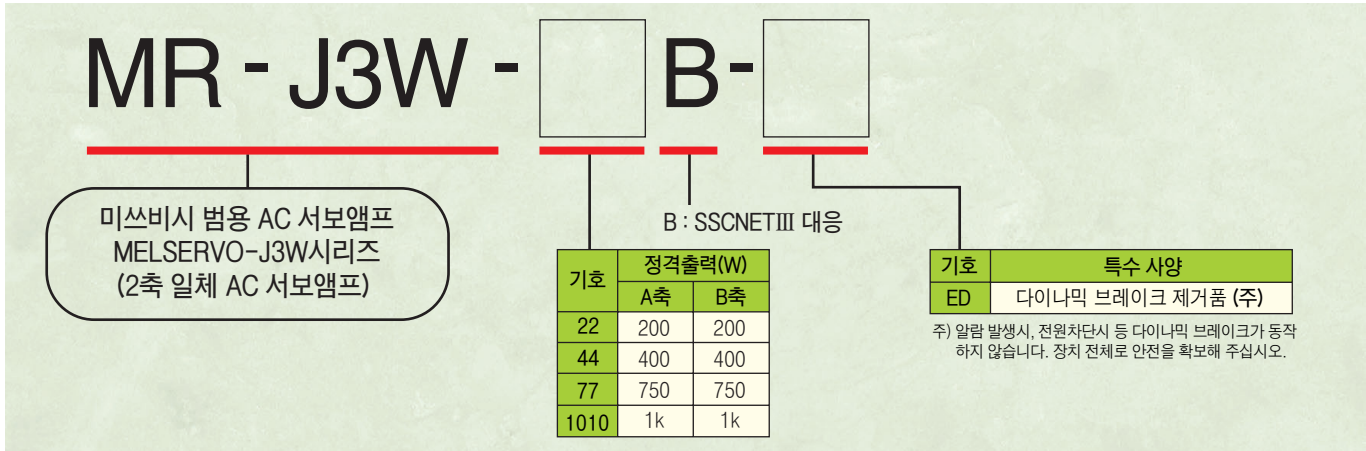 MR - J3W - B-
미쓰비시 범용 AC 서보앰프
MELSERVO-J3W시리즈
(2축 일체 AC 서보앰프)
B : SSCNETⅢ 대응
기호 정격출력(W)
A축 B축
22 200 200
44 400 400
77 750 750
1010 1k 1k
기호 특수 사양
ED 다이나믹 브레이크 제거품 (주)
주) 알람 발생시, 전원차단시 등 다이나믹 브레이크가 동작
하지 않습니다. 장치 전체로 안전을 확보해 주십시오.